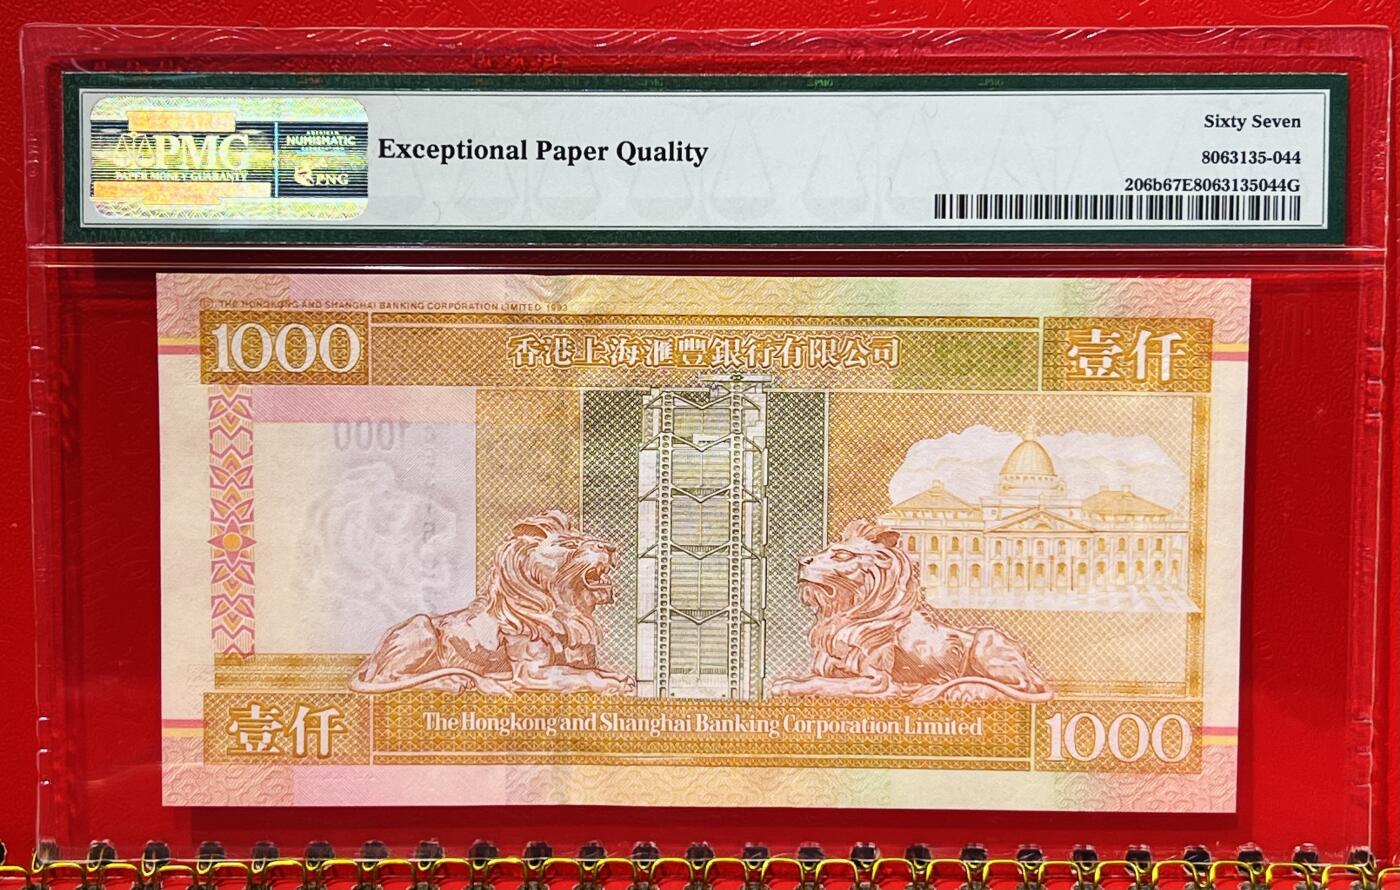 PMG
PAPER MONEY GUARANTY
NUMISMATIC
PNG
Exceptional Paper Quality
Sixty Seven
8063135-044
206b67E8063135044G
THE HONGKONG AND SHANGHAI BANKING CORPORATION LIMITED 1993
1000
香港上海滙豐銀行有限公司
壹仟
1000
壹仟
The Hongkong and Shanghai Banking Corporation Limited
1000